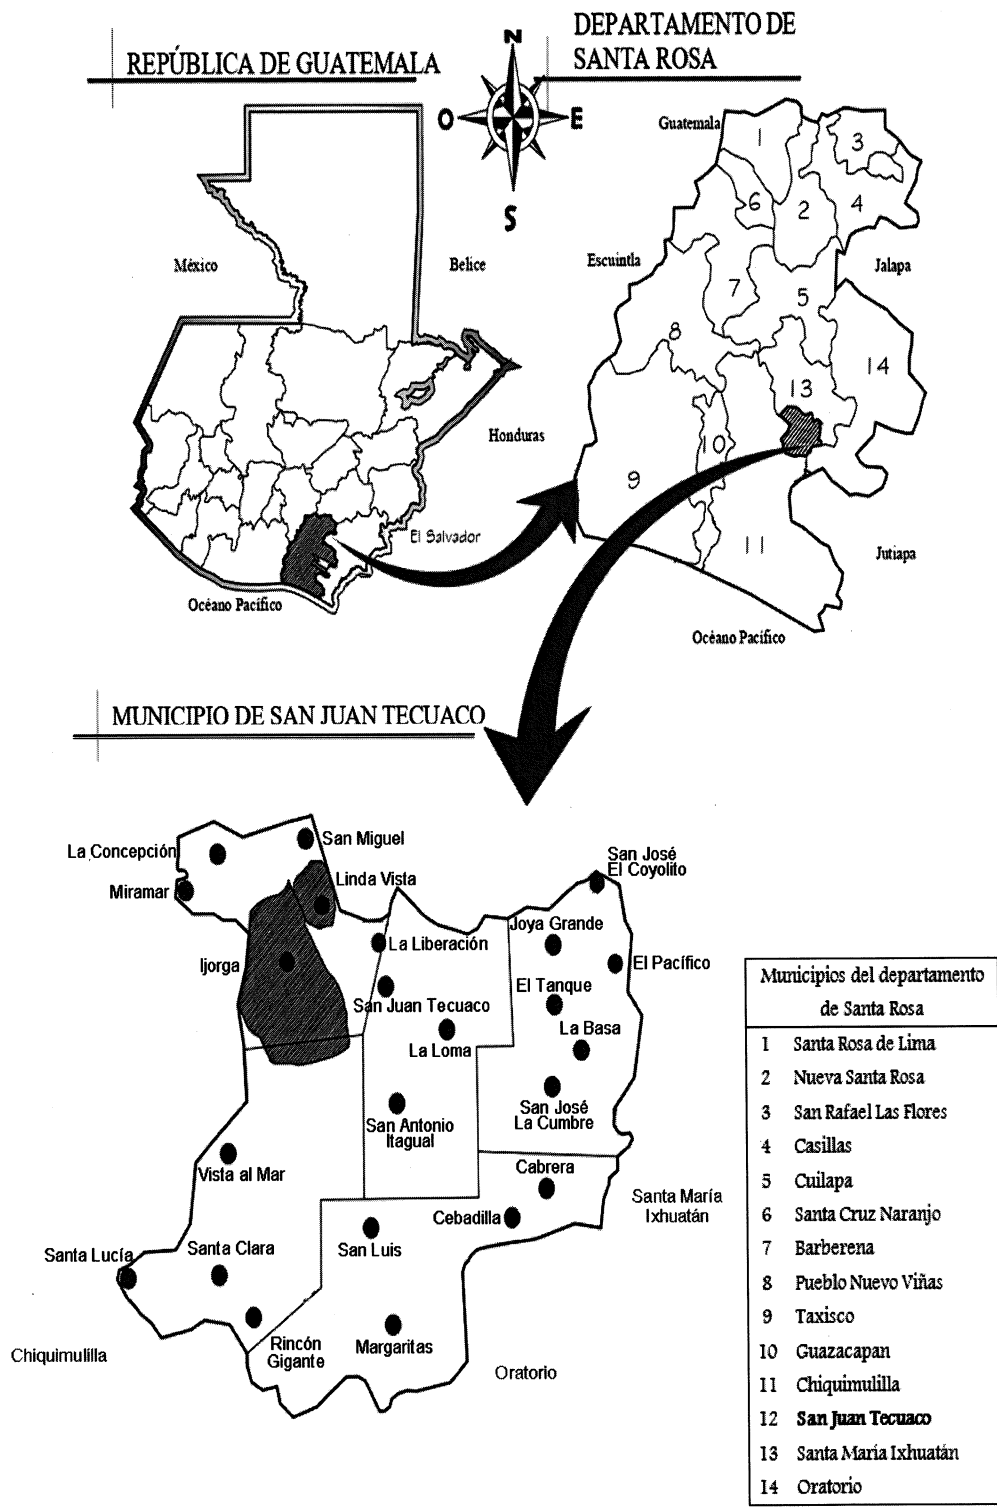 REPÚBLICA DE GUATEMALA
DEPARTAMENTO DE
SANTA ROSA
N
O
E
S
México
Belice
Honduras
El Salvador
Océano Pacífico
Guatemala
Escuintla
Jalapa
Jutiapa
Océano Pacífico
1
3
6
2
4
7
5
8
13
14
10
9
11
MUNICIPIO DE SAN JUAN TECUACO
La Concepción
San Miguel
Miramar
Linda Vista
San José
El Coyolito
Joya Grande
La Liberación
Ijorga
El Pacífico
El Tanque
San Juan Tecuaco
La Basa
La Loma
San José
La Cumbre
San Antonio
Itagual
Vista al Mar
Cabrera
Santa María
Ixhuatán
Cebadilla
San Luis
Santa Lucía
Santa Clara
Rincón
Gigante
Margaritas
Chiquimulilla
Oratorio
Municipios del departamento
de Santa Rosa
1 Santa Rosa de Lima
2 Nueva Santa Rosa
3 San Rafael Las Flores
4 Casillas
5 Cuilapa
6 Santa Cruz Naranjo
7 Barberena
8 Pueblo Nuevo Viñas
9 Taxisco
10 Guazacapan
11 Chiquimulilla
12 San Juan Tecuaco
13 Santa María Ixhuatán
14 Oratorio